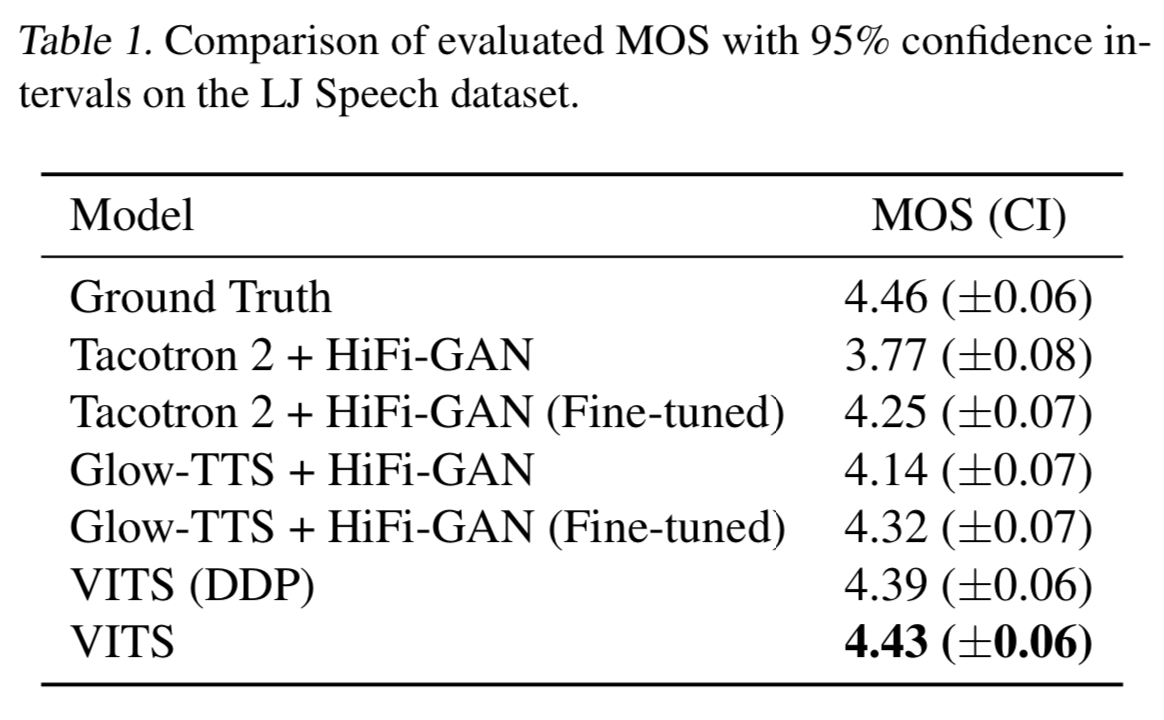 Table 1. Comparison of evaluated MOS with 95% confidence in-
tervals on the LJ Speech dataset.
Model MOS (CI)
Ground Truth 4.46 (±0.06)
Tacotron 2 + HiFi-GAN 3.77 (±0.08)
Tacotron 2 + HiFi-GAN (Fine-tuned) 4.25 (±0.07)
Glow-TTS + HiFi-GAN 4.14 (±0.07)
Glow-TTS + HiFi-GAN (Fine-tuned) 4.32 (±0.07)
VITS (DDP) 4.39 (±0.06)
VITS 4.43 (±0.06)